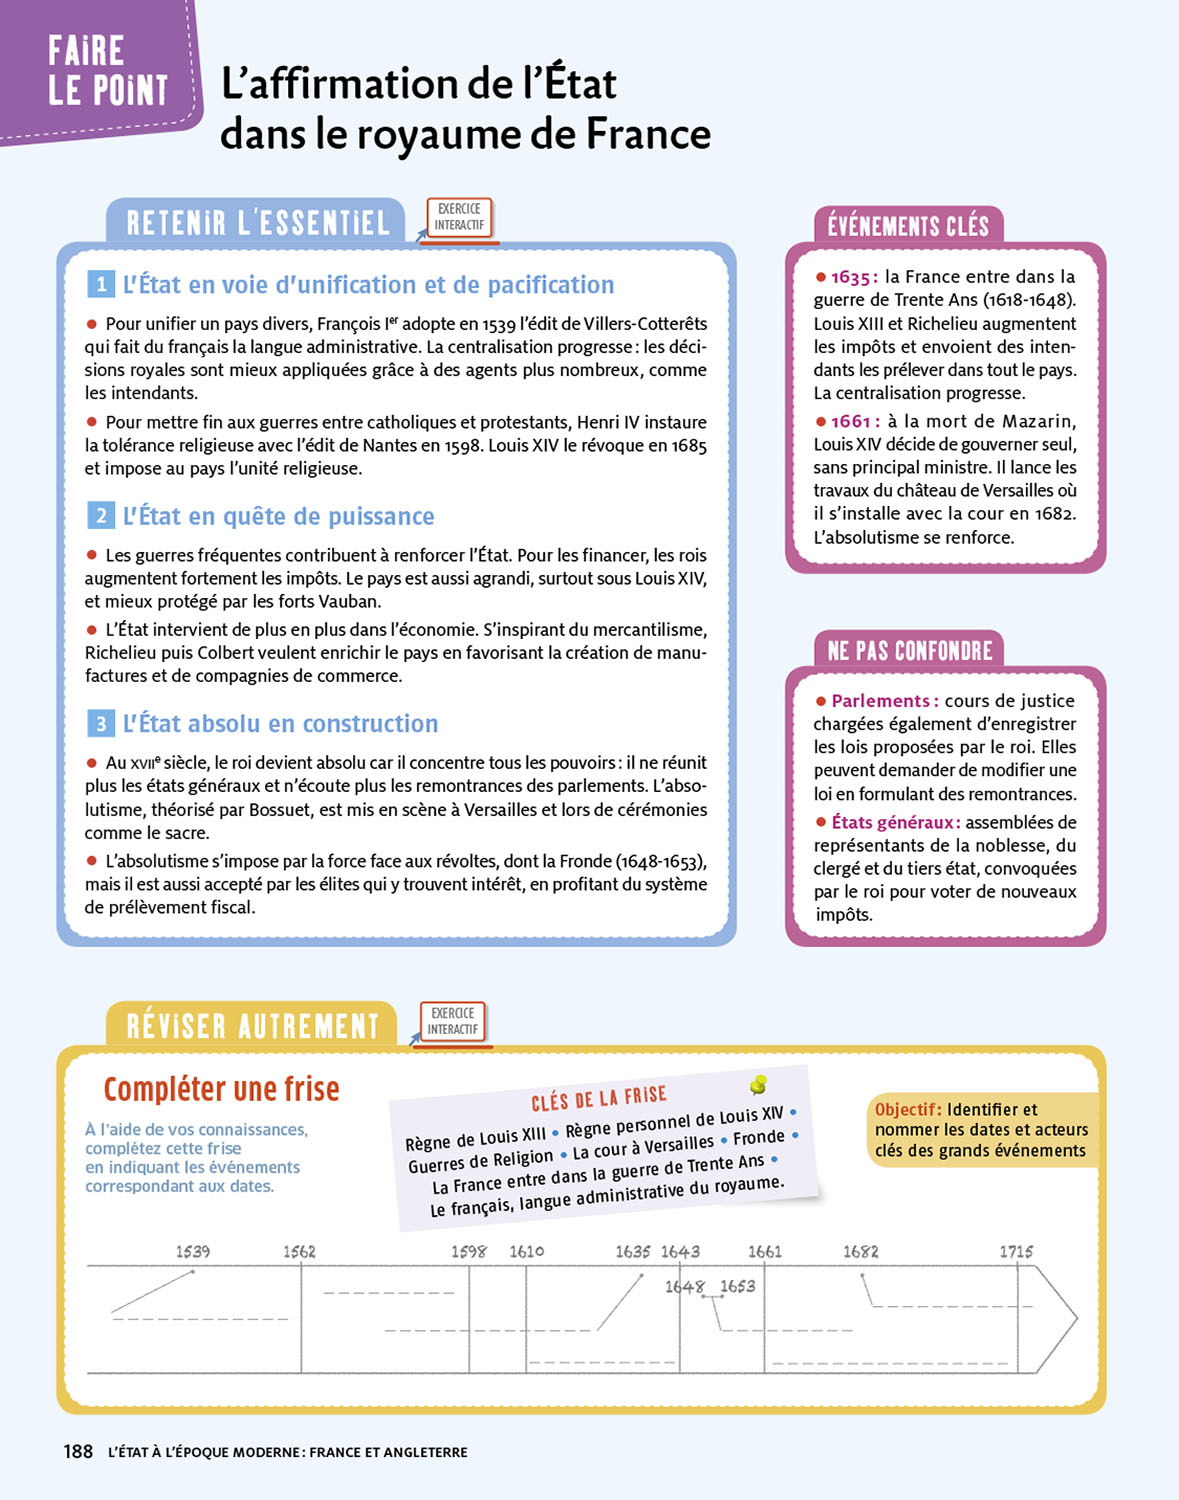 FAIRE
LE POINT
L'affirmation de l'État
dans le royaume de France
RETENIR L'ESSENTIEL
EXERCICE
INTERACTIF
1 L'État en voie d'unification et de pacification
• Pour unifier un pays divers, François Ier adopte en 1539 l'édit de Villers-Cotterêts
qui fait du français la langue administrative. La centralisation progresse : les déci-
sions royales sont mieux appliquées grâce à des agents plus nombreux, comme
les intendants.
• Pour mettre fin aux guerres entre catholiques et protestants, Henri IV instaure
la tolérance religieuse avec l'édit de Nantes en 1598. Louis XIV le révoque en 1685
et impose au pays l'unité religieuse.
2 L'État en quête de puissance
• Les guerres fréquentes contribuent à renforcer l'État. Pour les financer, les rois
augmentent fortement les impôts. Le pays est aussi agrandi, surtout sous Louis XIV,
et mieux protégé par les forts Vauban.
• L'État intervient de plus en plus dans l'économie. S'inspirant du mercantilisme,
Richelieu puis Colbert veulent enrichir le pays en favorisant la création de manu-
factures et de compagnies de commerce.
3 L'État absolu en construction
• Au XVIIe siècle, le roi devient absolu car il concentre tous les pouvoirs : il ne réunit
plus les états généraux et n'écoute plus les remontrances des parlements. L'abso-
lutisme, théorisé par Bossuet, est mis en scène à Versailles et lors de cérémonies
comme le sacre.
• L'absolutisme s'impose par la force face aux révoltes, dont la Fronde (1648-1653),
mais il est aussi accepté par les élites qui y trouvent intérêt, en profitant du système
de prélèvement fiscal.
ÉVÉNEMENTS CLÉS
• 1635 : la France entre dans la
guerre de Trente Ans (1618-1648).
Louis XIII et Richelieu augmentent
les impôts et envoient des inten-
dants les prélever dans tout le pays.
La centralisation progresse.
• 1661 : à la mort de Mazarin,
Louis XIV décide de gouverner seul,
sans principal ministre. Il lance les
travaux du château de Versailles où
il s'installe avec la cour en 1682.
L'absolutisme se renforce.
NE PAS CONFONDRE
• Parlements : cours de justice
chargées également d'enregistrer
les lois proposées par le roi. Elles
peuvent demander de modifier une
loi en formulant des remontrances.
• États généraux : assemblées de
représentants de la noblesse, du
clergé et du tiers état, convoquées
par le roi pour voter de nouveaux
impôts.
RÉVISER AUTREMENT
EXERCICE
INTERACTIF
Compléter une frise
À l'aide de vos connaissances,
complétez cette frise
en indiquant les événements
correspondant aux dates.
CLÉS DE LA FRISE
Règne de Louis XIII • Règne personnel de Louis XIV •
Guerres de Religion • La cour à Versailles • Fronde •
La France entre dans la guerre de Trente Ans •
Le français, langue administrative du royaume.
Objectif : Identifier et
nommer les dates et acteurs
clés des grands événements
1539 1562 1598 1610 1635 1643 1661 1682 1715
1648 1653
188 L'ÉTAT À L'ÉPOQUE MODERNE : FRANCE ET ANGLETERRE